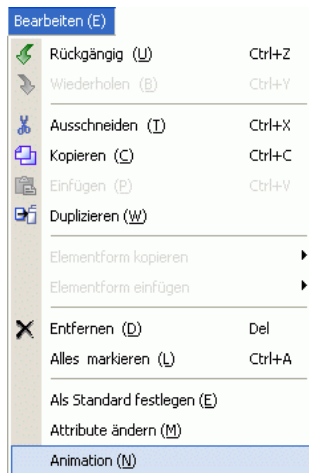 Bearbeiten (E)
Rückgängig (U) Ctrl+Z
Wiederholen (B) Ctrl+Y
Ausschneiden (T) Ctrl+X
Kopieren (C) Ctrl+C
Einfügen (P) Ctrl+V
Duplizieren (W)
Elementform kopieren
Elementform einfügen
Entfernen (D) Del
Alles markieren (L) Ctrl+A
Als Standard festlegen (E)
Attribute ändern (M)
Animation (N)